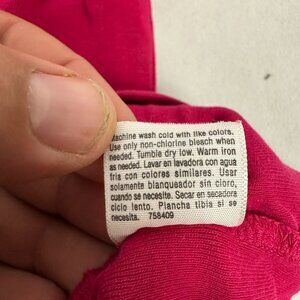 Machine wash cold with like colors.
Use only non-chlorine bleach when
needed. Tumble dry low. Warm iron
as needed. Lavar en lavadora con agua
fria con colores similares. Usar
solamente blanqueador sin cloro,
cuando se necesite. Secar en secadora
ciclo lento. Plancha tibia si se
necesita. 758409